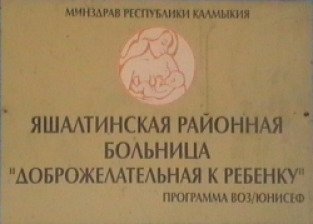 МИНЗДРАВ РЕСПУБЛИКИ КАЛМЫКИЯ
ЯШАЛТИНСКАЯ РАЙОННАЯ
БОЛЬНИЦА
"ДОБРОЖЕЛАТЕЛЬНАЯ К РЕБЕНКУ"
ПРОГРАММА ВОЗ/ЮНИСЕФ